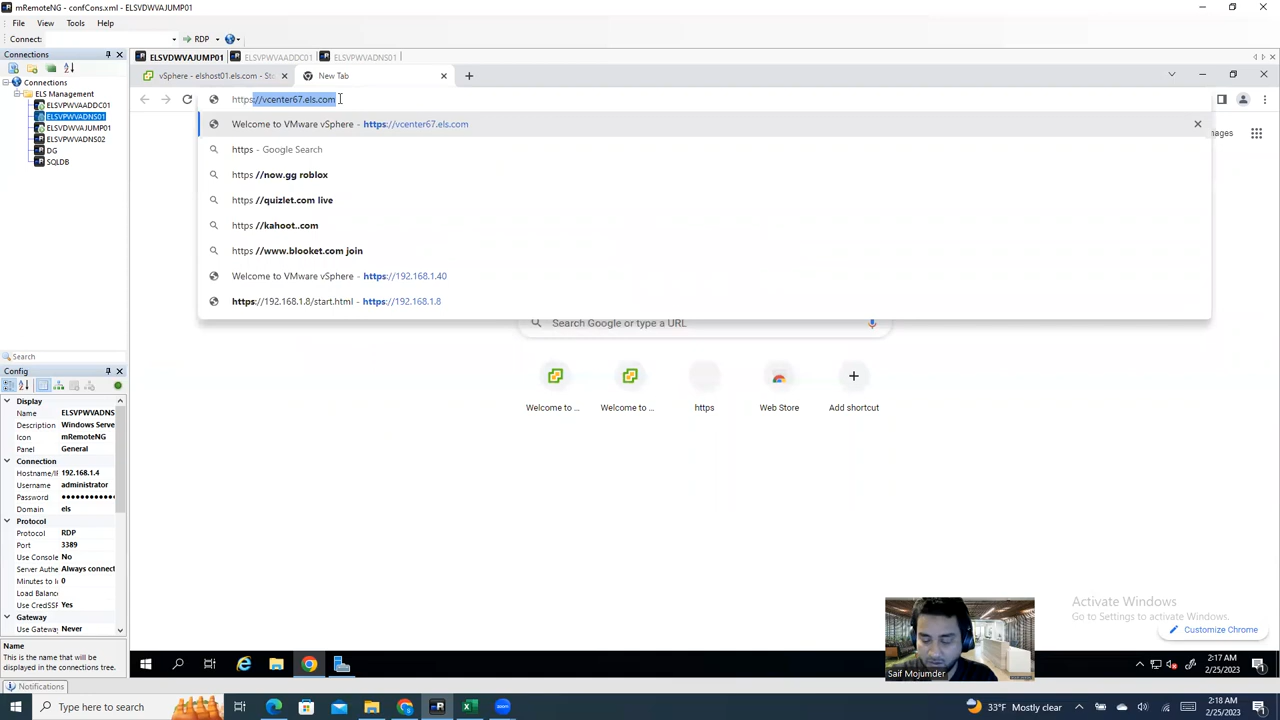 mRemoteNG - confCons.xml - ELSVDWVAJUMP01
File View Tools Help
Connect: RDP
Connections
ELSVDWVAJUMP01 ELSVPWVAADDC01 ELSVPWVADNS01
vSphere - elshost01.els.com - Sto
New Tab
Connections
ELS Management
ELSVPWVAADDC01
ELSVPWVADNS01
ELSVDWVAJUMP01
ELSVPWVADNS02
DG
SQLDB
https://vcenter67.els.com
Welcome to VMware vSphere - https://vcenter67.els.com
https - Google Search
https //now.gg roblox
https //quizlet.com live
https //kahoot..com
https //www.blooket.com join
Welcome to VMware vSphere - https://192.168.1.40
https://192.168.1.8/start.html - https://192.168.1.8
mages
Search Google or type a URL
Welcome to ...
Welcome to ...
https
Web Store
Add shortcut
Search
Config
Display
Name ELSVPWVADNS
Description Windows Serve
Icon mRemoteNG
Panel General
Connection
Hostname/I 192.168.1.4
Username administrator
Password ••••••••••••
Domain els
Protocol
Protocol RDP
Port 3389
Use Console No
Server Authe Always connect
Minutes to I 0
Load Balanc
Use CredSSP Yes
Gateway
Use Gateway Never
Name
This is the name that will be
displayed in the connections tree.
Notifications
Activate Windows
Go to Settings to activate Windows.
Customize Chrome
Saif Mojumder
2:17 AM
2/25/2023
Type here to search
33°F Mostly clear
2:18 AM
2/25/2023